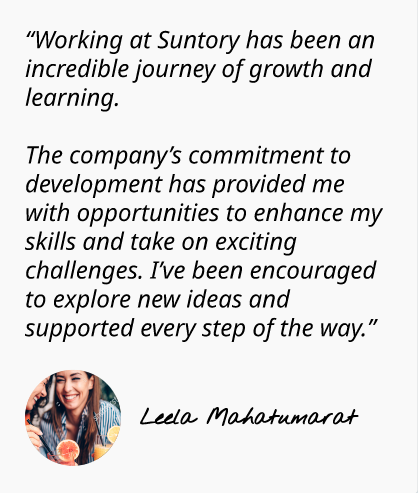 “Working at Suntory has been an
incredible journey of growth and
learning.
The company’s commitment to
development has provided me
with opportunities to enhance my
skills and take on exciting
challenges. I’ve been encouraged
to explore new ideas and
supported every step of the way.”
Leela Mahatumarat